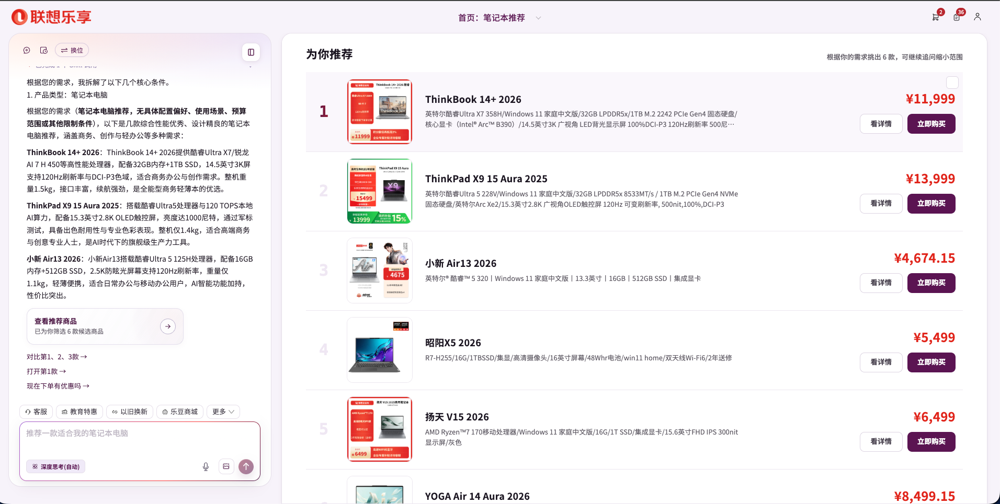 联想乐享
首页：笔记本推荐
2
36
换位
根据您的需求，我拆解了以下几个核心条件。
1. 产品类型：笔记本电脑
根据您的需求（笔记本电脑推荐，无具体配置偏好、使用场景、预算
范围或其他限制条件），以下是几款综合性能优秀、设计精良的笔记本
电脑推荐，涵盖商务、创作与轻办公等多种需求：
ThinkBook 14+ 2026：ThinkBook 14+ 2026提供酷睿Ultra X7/锐龙
AI 7 H 450等高性能处理器，配备32GB内存+1TB SSD，14.5英寸3K屏
支持120Hz刷新率与DCI-P3色域，适合商务办公与创作需求。整机重
量1.5kg，接口丰富，续航强劲，是全能型商务轻薄本的优选。
ThinkPad X9 15 Aura 2025：搭载酷睿Ultra5处理器与120 TOPS本地
AI算力，配备15.3英寸2.8K OLED触控屏，亮度达1000尼特，通过军标
测试，具备出色耐用性与专业色彩表现。整机仅1.4kg，适合高端商务
与创意专业人士，是AI时代下的旗舰级生产力工具。
小新 Air13 2026：小新Air13搭载酷睿Ultra 5 125H处理器，配备16GB
内存+512GB SSD，2.5K防眩光屏幕支持120Hz刷新率，重量仅
1.1kg，轻薄便携，适合日常办公与移动办公用户，AI智能功能加持，
性价比突出。
查看推荐商品
已为你筛选 6 款候选商品
对比第1、2、3款→
打开第1款→
现在下单有优惠吗→
客服
教育特惠
以旧换新
乐豆商城
更多
推荐一款适合我的笔记本电脑
深度思考(自动)
为你推荐
根据你的需求挑出 6 款，可继续追问缩小范围
1
ThinkBook 14+ 2026 酷睿
ThinkBook 14+
11999
ThinkBook 14+ 2026
英特尔酷睿Ultra X7 358H/Windows 11 家庭中文版/32GB LPDDR5x/1TB M.2 2242 PCIe Gen4 固态硬盘/
核心显卡（Intel® Arc™ B390）/14.5英寸3K 广视角 LED背光显示屏 100%DCI-P3 120Hz刷新率 500尼…
¥11,999
看详情
立即购买
2
ThinkPad X9 15 Aura
X9
15499
13999
15%
ThinkPad X9 15 Aura 2025
英特尔酷睿Ultra 5 228V/Windows 11 家庭中文版/32GB LPDDR5x 8533MT/s / 1TB M.2 PCIe Gen4 NVMe
固态硬盘/英特尔Arc Xe2/15.3英寸2.8K 广视角OLED触控屏 120Hz 可变刷新率, 500nit,100%,DCI-P3
¥13,999
看详情
立即购买
3
Air
4675
小新 Air13 2026
英特尔® 酷睿™ 5 320丨Windows 11 家庭中文版丨13.3英寸丨16GB丨512GB SSD丨集成显卡
¥4,674.15
看详情
立即购买
4
昭阳X5 2026
R7-H255/16G/1TBSSD/集显/高清摄像头/16英寸屏幕/48Whr电池/win11 home/双天线Wi-Fi6/2年送修
¥5,499
看详情
立即购买
5
扬天 V15 2025商用笔记本
AMD Ryzen™7 170
6499
扬天 V15 2026
AMD Ryzen™7 170移动处理器/Windows 11 家庭中文版/16G/1T SSD/集成显卡/15.6英寸FHD IPS 300nit
显示屏/灰色
¥6,499
看详情
立即购买
YOGA Air 14 Aura 2026
¥8,499.15